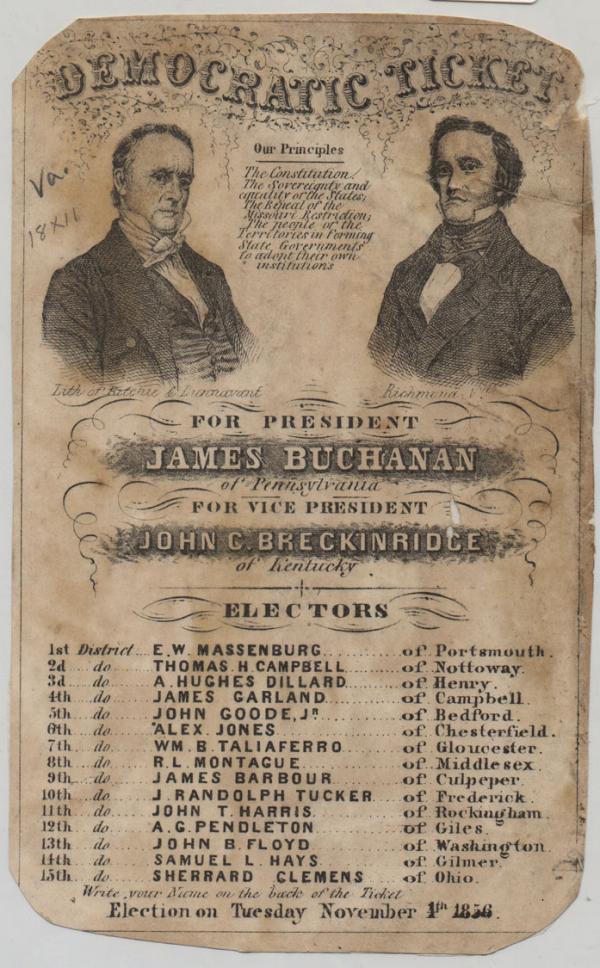 DEMOCRATIC TICKET
Va.
18X11
Our Principles
The Constitution.
The Sovereignty and
equality of the States;
The Repeal of the
Missouri Restriction;
The people of the
Territories in Forming
State Governments
to adopt their own
institutions
Lith of Ritchie & Dunnavant
Richmond, Va.
FOR PRESIDENT
JAMES BUCHANAN
of Pennsylvania
FOR VICE PRESIDENT
JOHN C. BRECKINRIDGE
of Kentucky
ELECTORS
1st District .... E. W. MASSENBURG .......... of Portsmouth.
2d .... do ...... THOMAS. H. CAMPBELL ....... of Nottoway.
3d .... do ...... A. HUGHES DILLARD ....... of Henry.
4th .... do ...... JAMES GARLAND .......... of Campbell.
5th .... do ...... JOHN GOODE, Jr .......... of Bedford.
6th .... do ...... ALEX. JONES .......... of Chesterfield.
7th .... do ...... WM. B. TALIAFERRO ....... of Gloucester.
8th .... do ...... R. L. MONTAGUE .......... of Middlesex.
9th .... do ...... JAMES BARBOUR .......... of Culpeper.
10th .... do ...... J. RANDOLPH TUCKER .... of Frederick.
11th .... do ...... JOHN T. HARRIS .......... of Rockingham.
12th .... do ...... A. G. PENDLETON .......... of Giles.
13th .... do ...... JOHN B. FLOYD .......... of Washington.
14th .... do ...... SAMUEL L. HAYS .......... of Gilmer.
15th .... do ...... SHERRARD CLEMENS .... of Ohio.
Write your Name on the back of the Ticket
Election on Tuesday November 4th 1856.